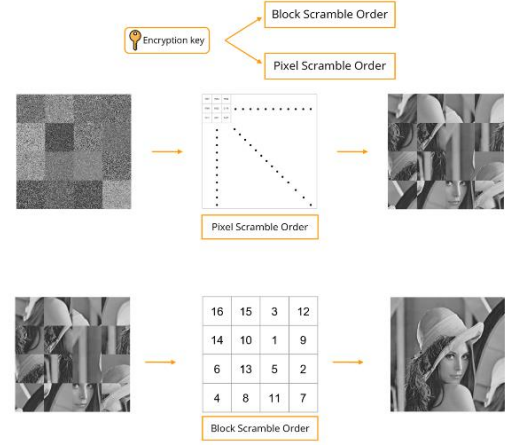 Block Scramble Order
Encryption key
Pixel Scramble Order
Pixel Scramble Order
16 15 3 12
14 10 1 9
6 13 5 2
4 8 11 7
Block Scramble Order